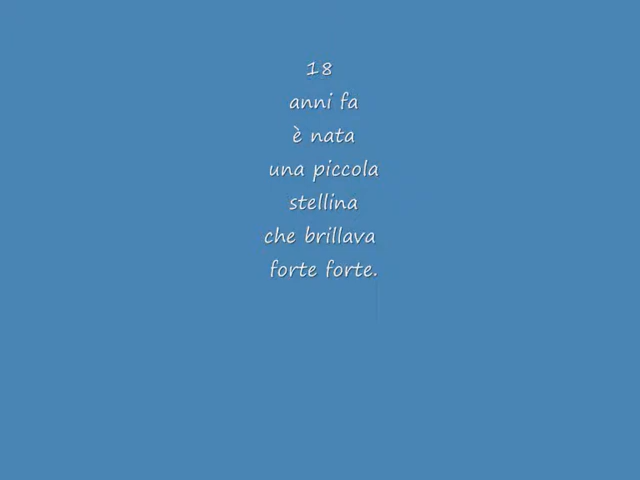 18
anni fa
è nata
una piccola
stellina
che brillava
forte forte.